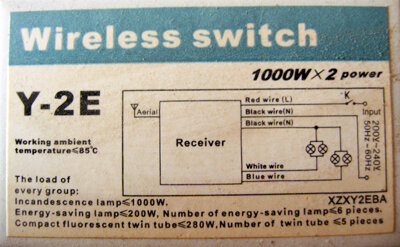 Wireless switch
1000W×2 power
Y-2E
Working ambient
temperature≤85℃
Aerial
Receiver
Red wire (L)
Black wire(N)
Black wire(N)
White wire
Blue wire
K
Input
200V~240V
50Hz~60Hz
XZXY2EBA
The load of
every group:
Incandescence lamp≤1000W.
Energy-saving lamp≤200W, Number of energy-saving lamp≤6 pieces.
Compact fluorescent twin tube≤280W, Number of twin tube ≤5 pieces